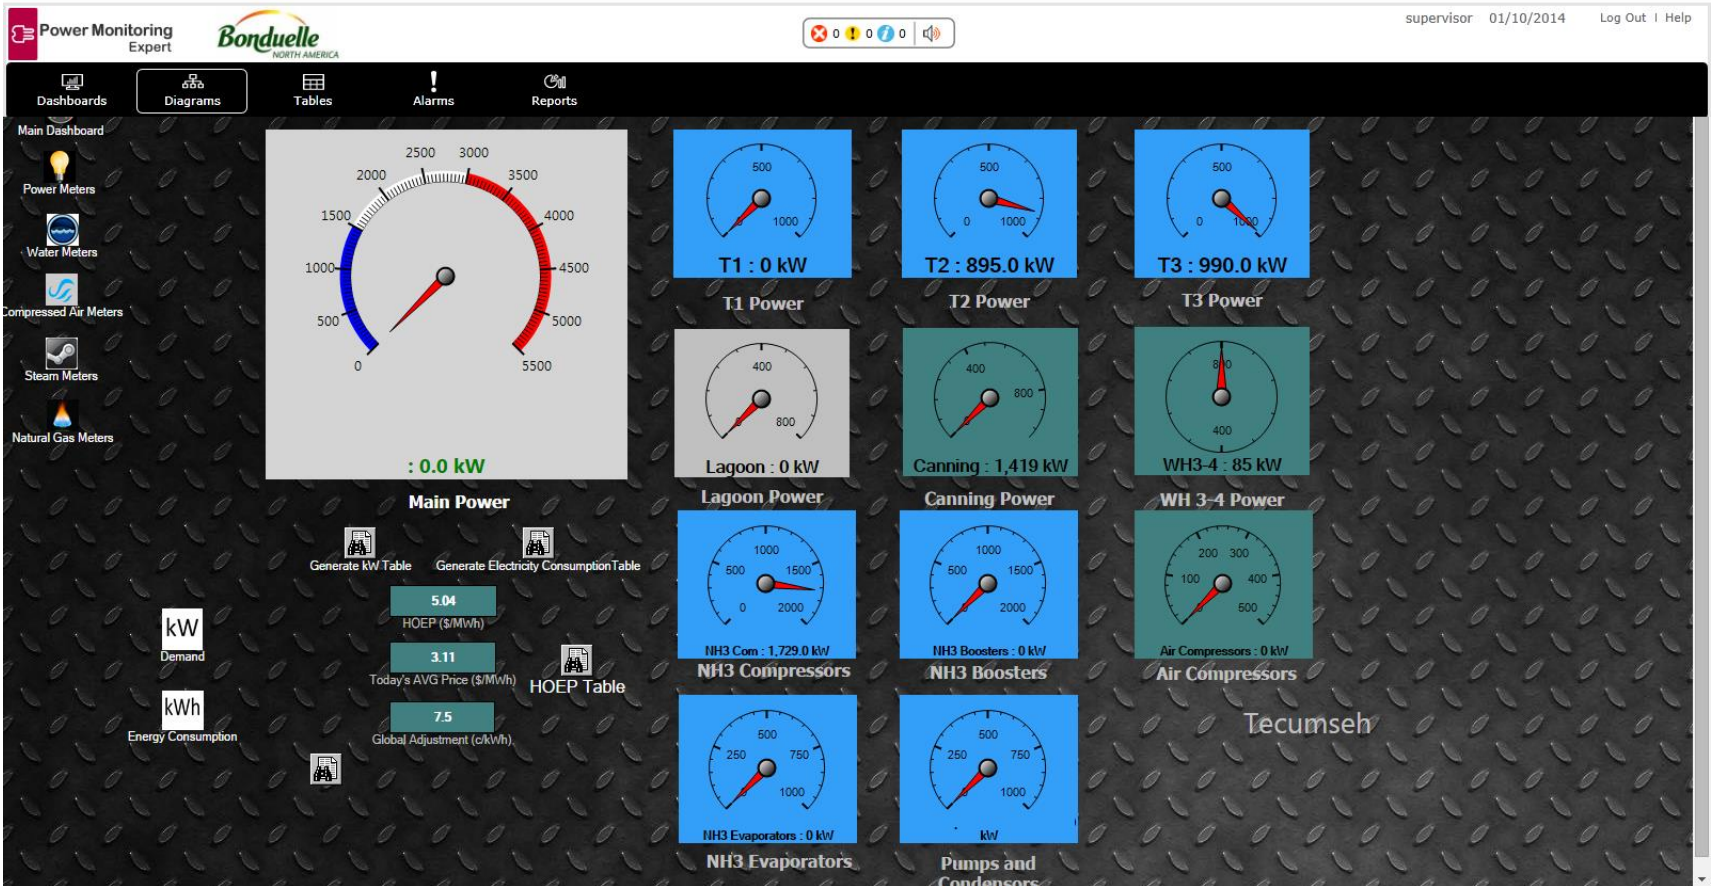 Power Monitoring
Expert
Bonduelle
NORTH AMERICA
0 0 0
supervisor 01/10/2014 Log Out | Help
Dashboards Diagrams Tables Alarms Reports
Main Dashboard
Power Meters
Water Meters
Compressed Air Meters
Steam Meters
Natural Gas Meters
0 500 1000 1500 2000 2500 3000 3500 4000 4500 5000 5500
: 0.0 kW
Main Power
500
1000
T1 : 0 kW
T1 Power
500
0 1000
T2 : 895.0 kW
T2 Power
500
0 1000
T3 : 990.0 kW
T3 Power
400
800
Lagoon : 0 kW
Lagoon Power
400
800
Canning : 1,419 kW
Canning Power
800
400
WH3-4 : 85 kW
WH 3-4 Power
Generate kW Table
Generate Electricity ConsumptionTable
5.04
HOEP ($/MWh)
3.11
Today's AVG Price ($/MWh)
HOEP Table
7.5
Global Adjustment (c/kWh)
kW
Demand
kWh
Energy Consumption
1000
500 1500
0 2000
NH3 Com : 1,729.0 kW
NH3 Compressors
1000
500 1500
2000
NH3 Boosters : 0 kW
NH3 Boosters
200 300
100 400
500
Air Compressors : 0 kW
Air Compressors
500
250 750
1000
NH3 Evaporators : 0 kW
NH3 Evaporators
500
250 750
1000
kW
Pumps and
Condensors
Tecumseh